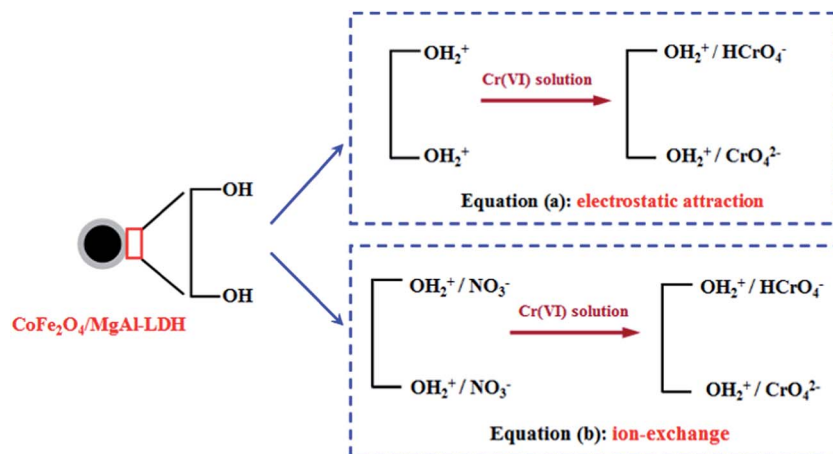 OH
OH
CoFe₂O₄/MgAl-LDH
OH₂⁺
OH₂⁺
Cr(VI) solution
OH₂⁺ / HCrO₄⁻
OH₂⁺ / CrO₄²⁻
Equation (a): electrostatic attraction
OH₂⁺ / NO₃⁻
OH₂⁺ / NO₃⁻
Cr(VI) solution
OH₂⁺ / HCrO₄⁻
OH₂⁺ / CrO₄²⁻
Equation (b): ion-exchange